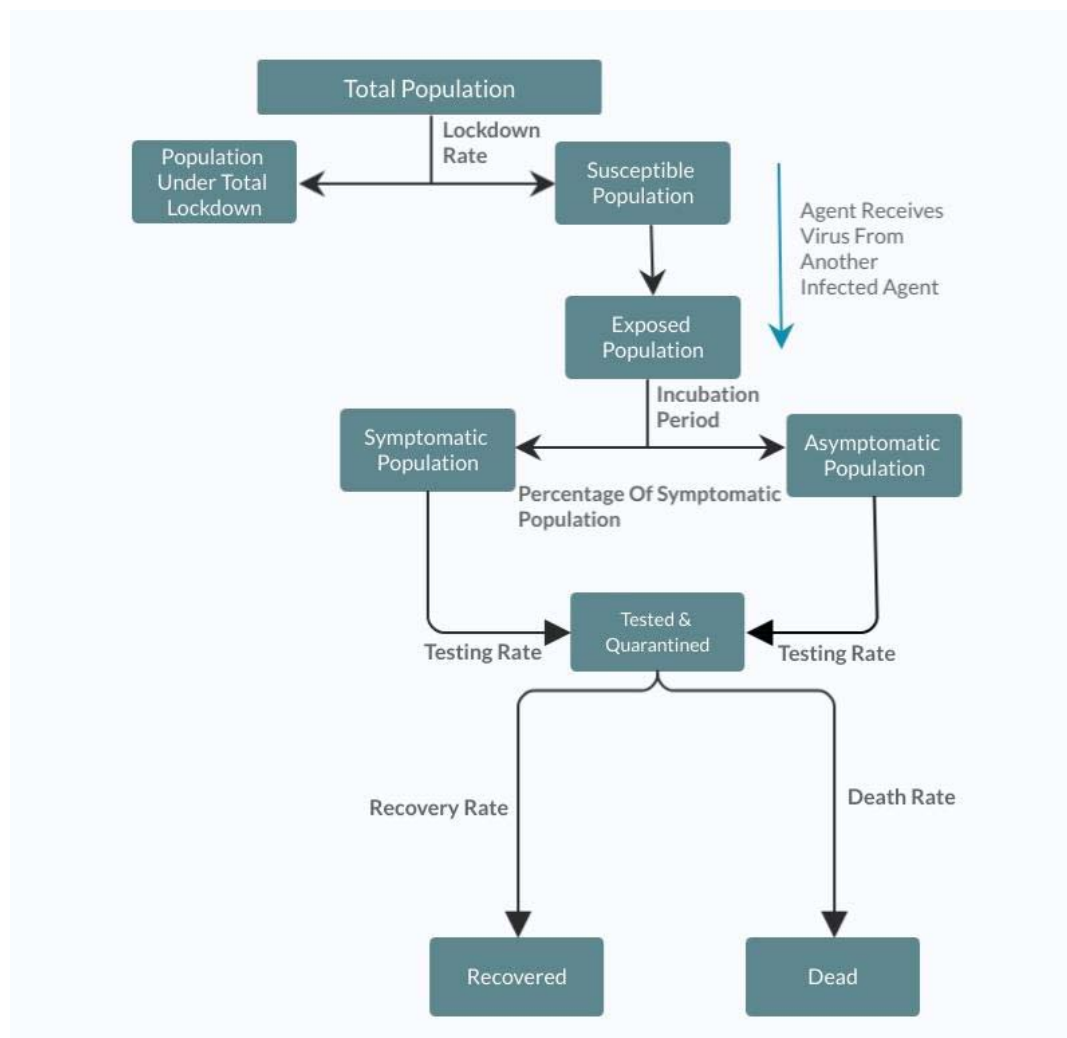 Total Population
Lockdown
Rate
Population
Under Total
Lockdown
Susceptible
Population
Agent Receives
Virus From
Another
Infected Agent
Exposed
Population
Incubation
Period
Symptomatic
Population
Asymptomatic
Population
Percentage Of Symptomatic
Population
Tested &
Quarantined
Testing Rate
Testing Rate
Recovery Rate
Death Rate
Recovered
Dead